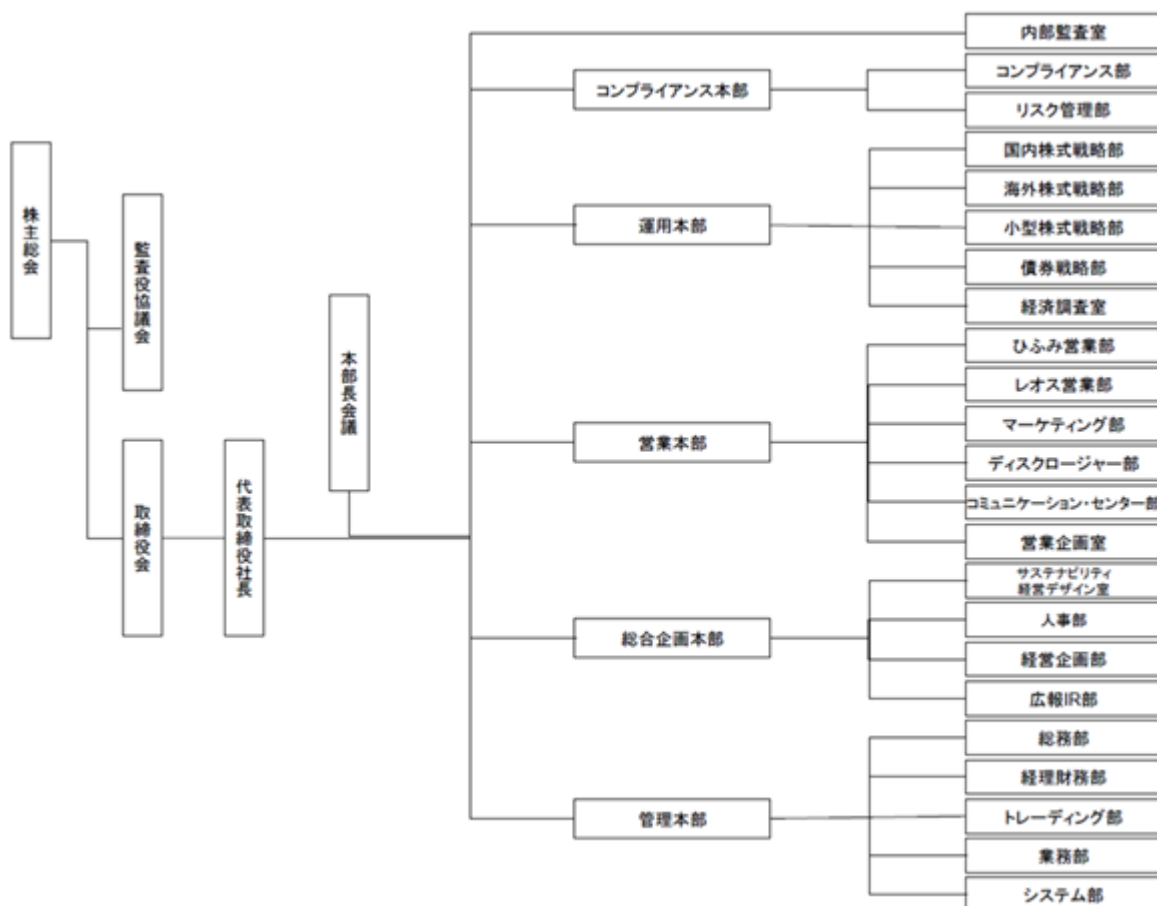 株主総会
監査役協議会
取締役会
代表取締役社長
本部長会議
内部監査室
コンプライアンス本部
コンプライアンス部
リスク管理部
運用本部
国内株式戦略部
海外株式戦略部
小型株式戦略部
債券戦略部
経済調査室
営業本部
ひふみ営業部
レオス営業部
マーケティング部
ディスクロージャー部
コミュニケーション・センター部
営業企画室
総合企画本部
サステナビリティ
経営デザイン室
人事部
経営企画部
広報IR部
管理本部
総務部
経理財務部
トレーディング部
業務部
システム部